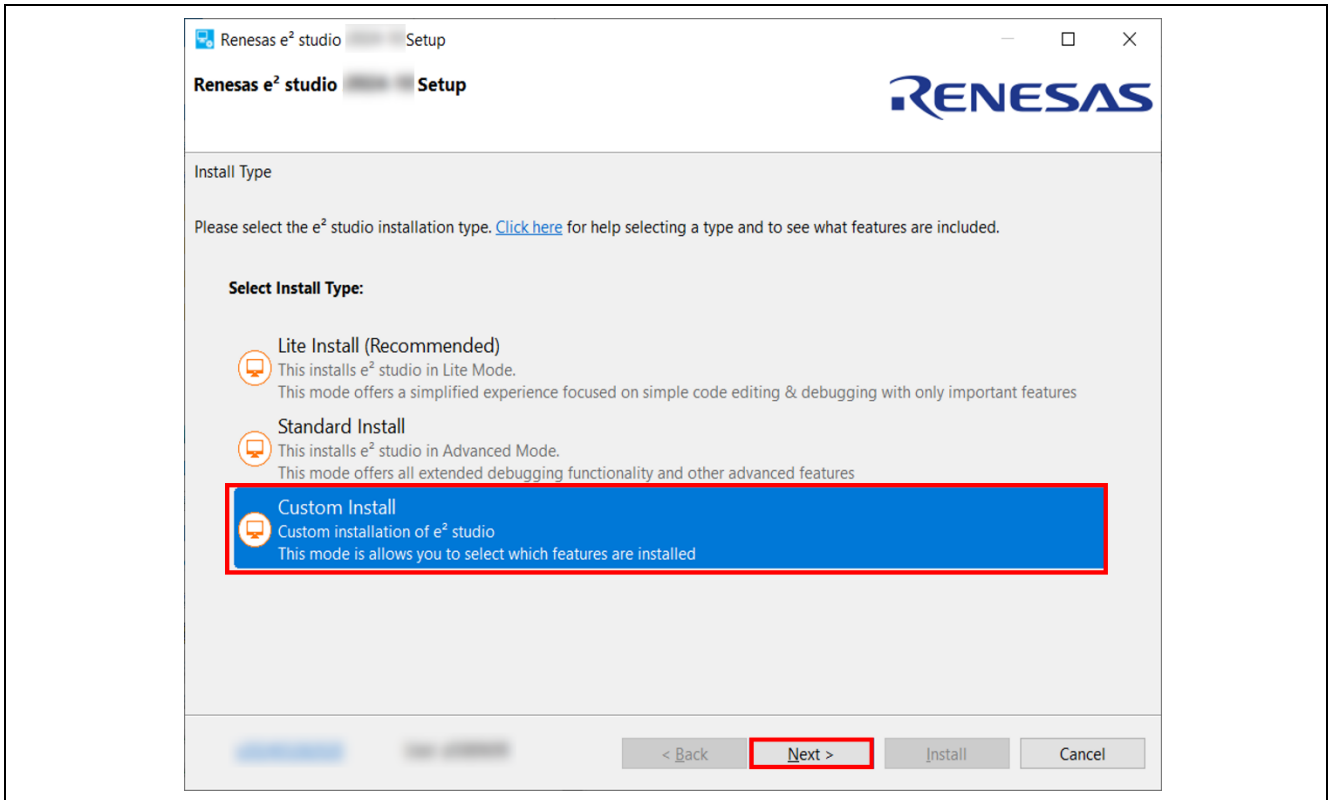 Renesas e² studio Setup
Renesas e² studio Setup
RENESAS
Install Type
Please select the e² studio installation type. Click here for help selecting a type and to see what features are included.
Select Install Type:
Lite Install (Recommended)
This installs e² studio in Lite Mode.
This mode offers a simplified experience focused on simple code editing & debugging with only important features
Standard Install
This installs e² studio in Advanced Mode.
This mode offers all extended debugging functionality and other advanced features
Custom Install
Custom installation of e² studio
This mode is allows you to select which features are installed
< Back Next > Install Cancel